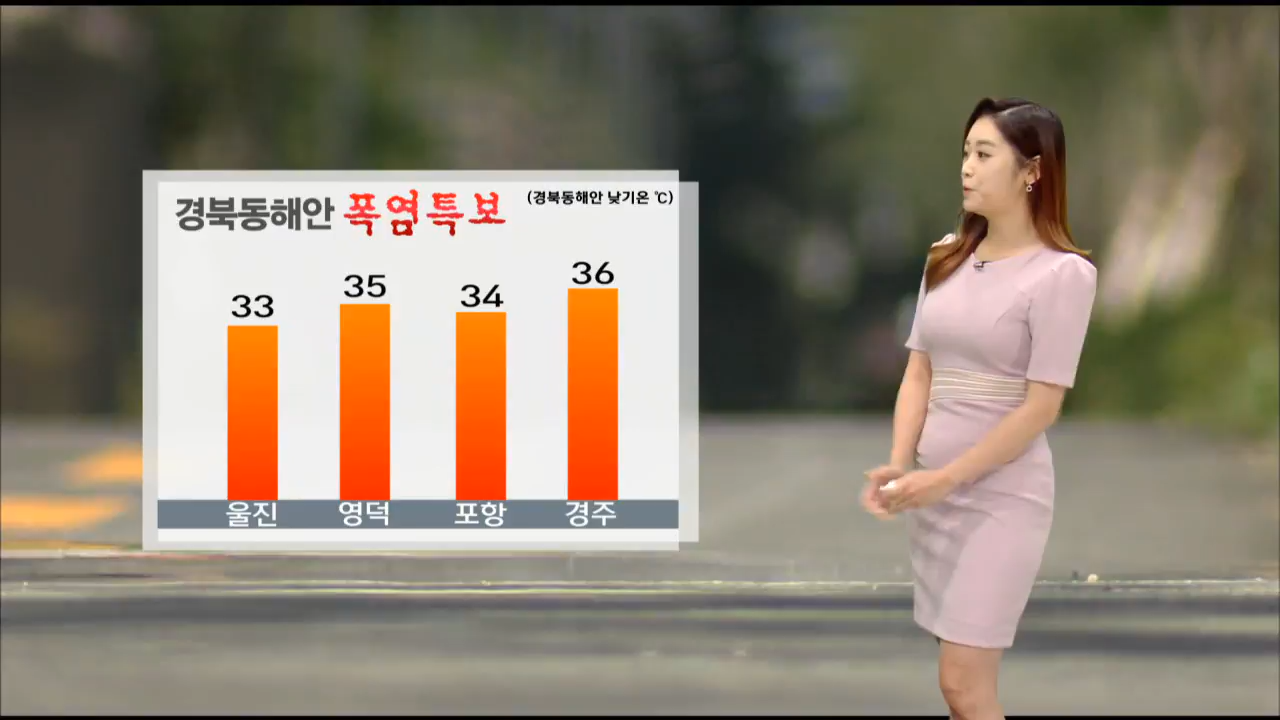 경북동해안 폭염특보
(경북동해안 낮기온 ℃)
33 35 34 36
울진 영덕 포항 경주